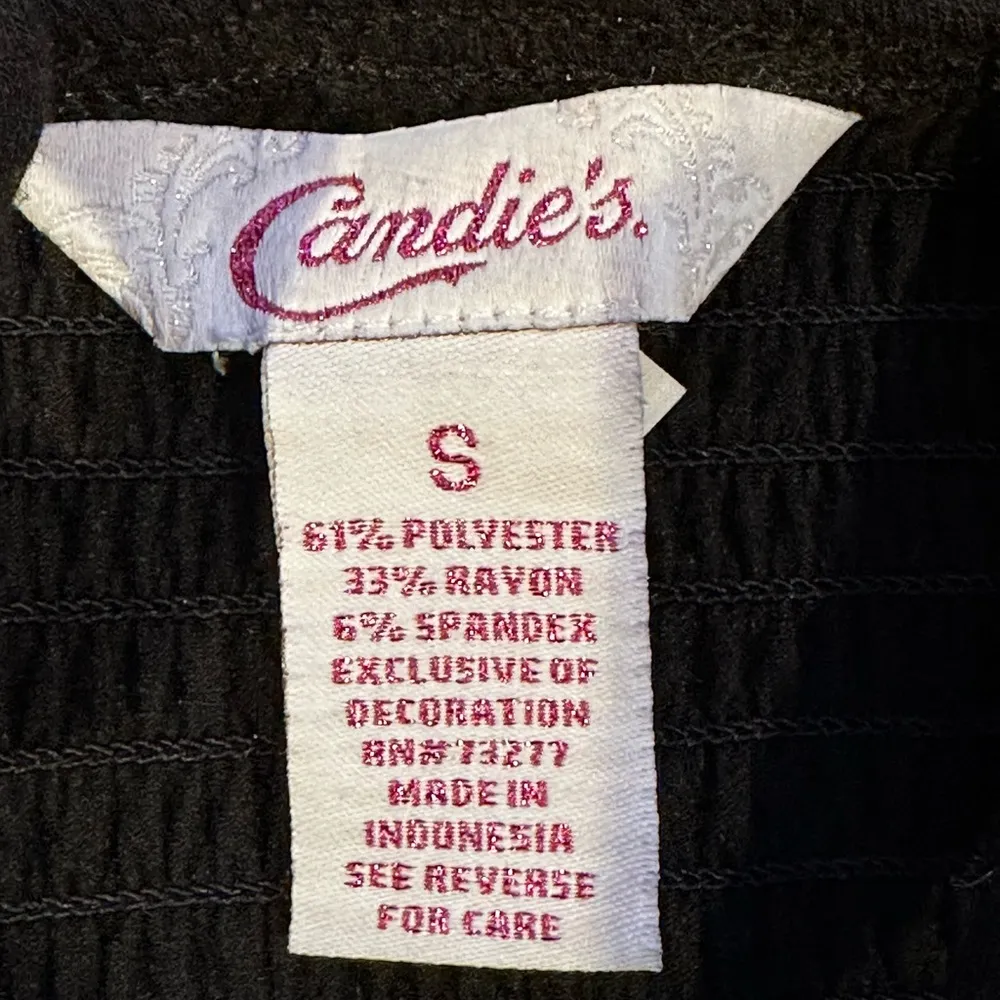 Candie's.
S
61% POLYESTER
33% RAYON
6% SPANDEX
EXCLUSIVE OF
DECORATION
RN# 73277
MADE IN
INDONESIA
SEE REVERSE
FOR CARE